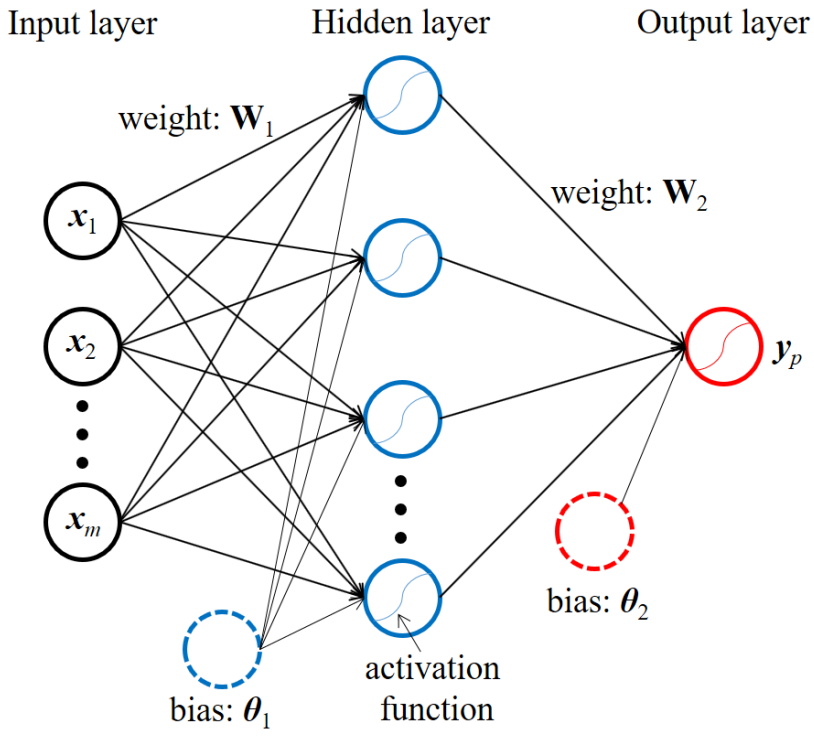 Input layer
Hidden layer
Output layer
weight: W₁
weight: W₂
x₁
x₂
xₘ
yₚ
bias: θ₁
bias: θ₂
activation
function